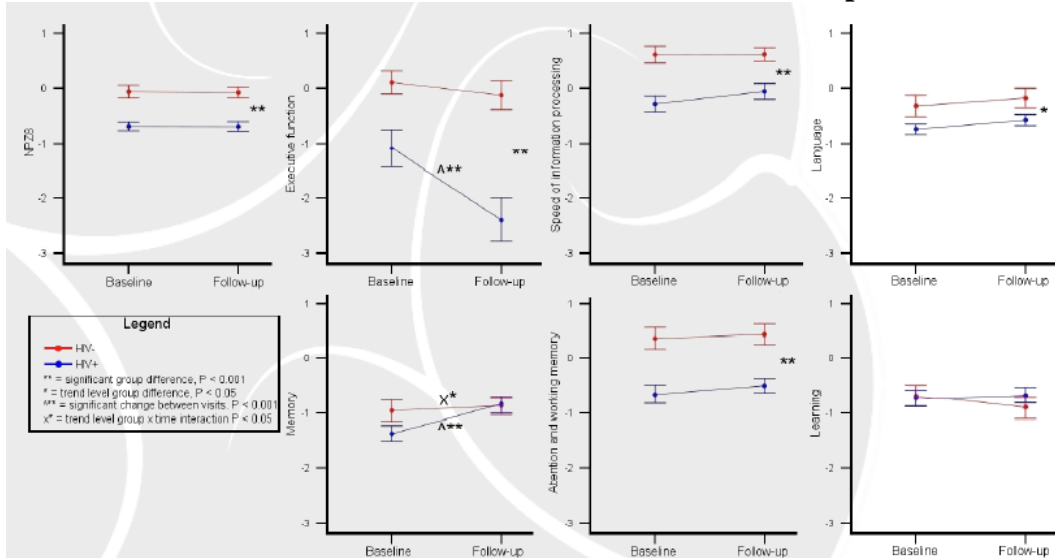 1
0
-1
-2
-3
NPZ8
Baseline
Follow-up
**
1
0
-1
-2
-3
Executive function
Baseline
Follow-up
^**
**
1
0
-1
-2
-3
Speed of information processing
Baseline
Follow-up
**
1
0
-1
-2
-3
Language
Baseline
Follow-up
*
Legend
HIV-
HIV+
** = significant group difference, P < 0.001
* = trend level group difference, P < 0.05
^** = significant change between visits. P < 0.001
x* = trend level group x time interaction P < 0.05
1
0
-1
-2
-3
Memory
Baseline
Follow-up
X*
^**
1
0
-1
-2
-3
Attention and working memory
Baseline
Follow-up
**
1
0
-1
-2
-3
Learning
Baseline
Follow-up